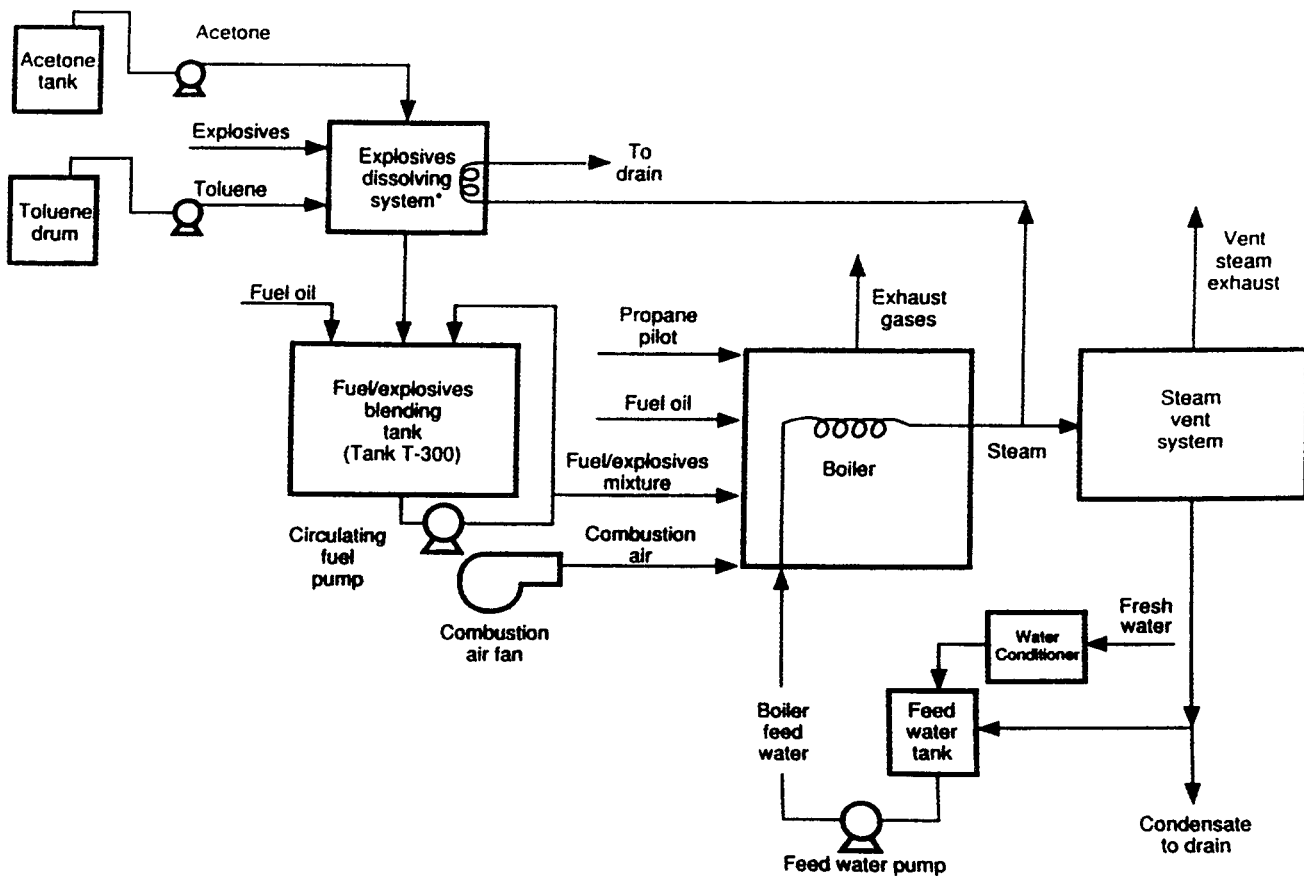 Acetone
tank
Acetone
Explosives
Toluene
drum
Toluene
Explosives
dissolving
system*
To
drain
Vent
steam
exhaust
Fuel oil
Fuel/explosives
blending
tank
(Tank T-300)
Circulating
fuel
pump
Propane
pilot
Fuel oil
Fuel/explosives
mixture
Combustion
air
Combustion
air fan
Exhaust
gases
Boiler
Steam
Steam
vent
system
Fresh
water
Water
Conditioner
Feed
water
tank
Boiler
feed
water
Feed water pump
Condensate
to drain